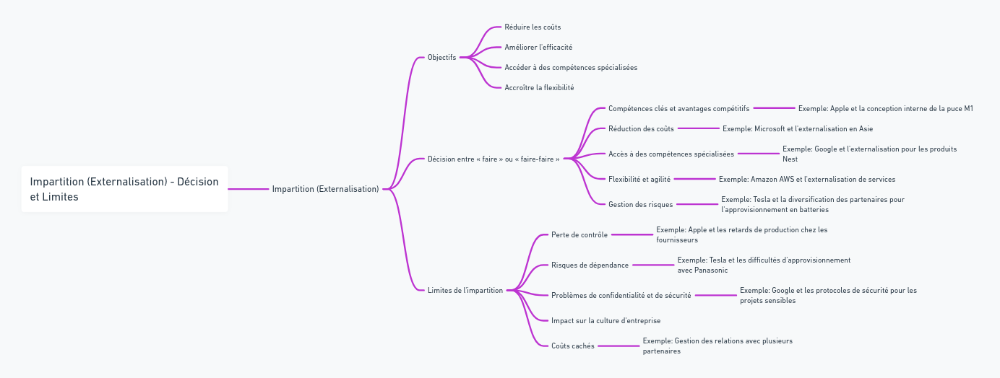 Impartition (Externalisation) - Décision
et Limites
Impartition (Externalisation)
Objectifs
Réduire les coûts
Améliorer l'efficacité
Accéder à des compétences spécialisées
Accroître la flexibilité
Décision entre « faire » ou « faire-faire »
Compétences clés et avantages compétitifs
Exemple: Apple et la conception interne de la puce M1
Réduction des coûts
Exemple: Microsoft et l'externalisation en Asie
Accès à des compétences spécialisées
Exemple: Google et l'externalisation pour les produits
Nest
Flexibilité et agilité
Exemple: Amazon AWS et l'externalisation de services
Gestion des risques
Exemple: Tesla et la diversification des partenaires pour
l'approvisionnement en batteries
Limites de l'impartition
Perte de contrôle
Exemple: Apple et les retards de production chez les
fournisseurs
Risques de dépendance
Exemple: Tesla et les difficultés d'approvisionnement
avec Panasonic
Problèmes de confidentialité et de sécurité
Exemple: Google et les protocoles de sécurité pour les
projets sensibles
Impact sur la culture d'entreprise
Coûts cachés
Exemple: Gestion des relations avec plusieurs
partenaires